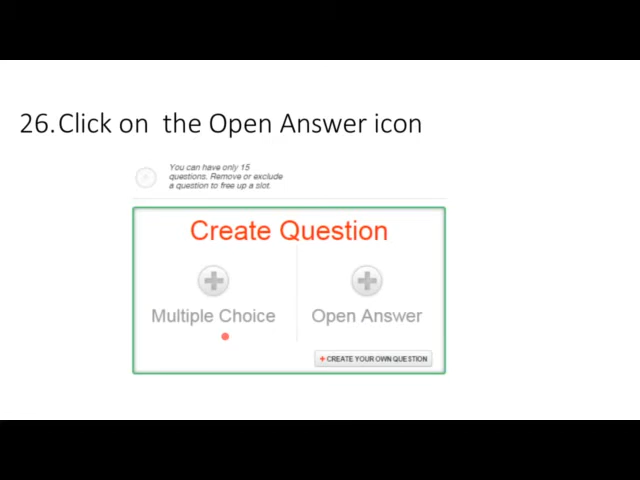 26. Click on the Open Answer icon
You can have only 15
questions. Remove or exclude
a question to free up a slot.
Create Question
Multiple Choice
Open Answer
+ CREATE YOUR OWN QUESTION